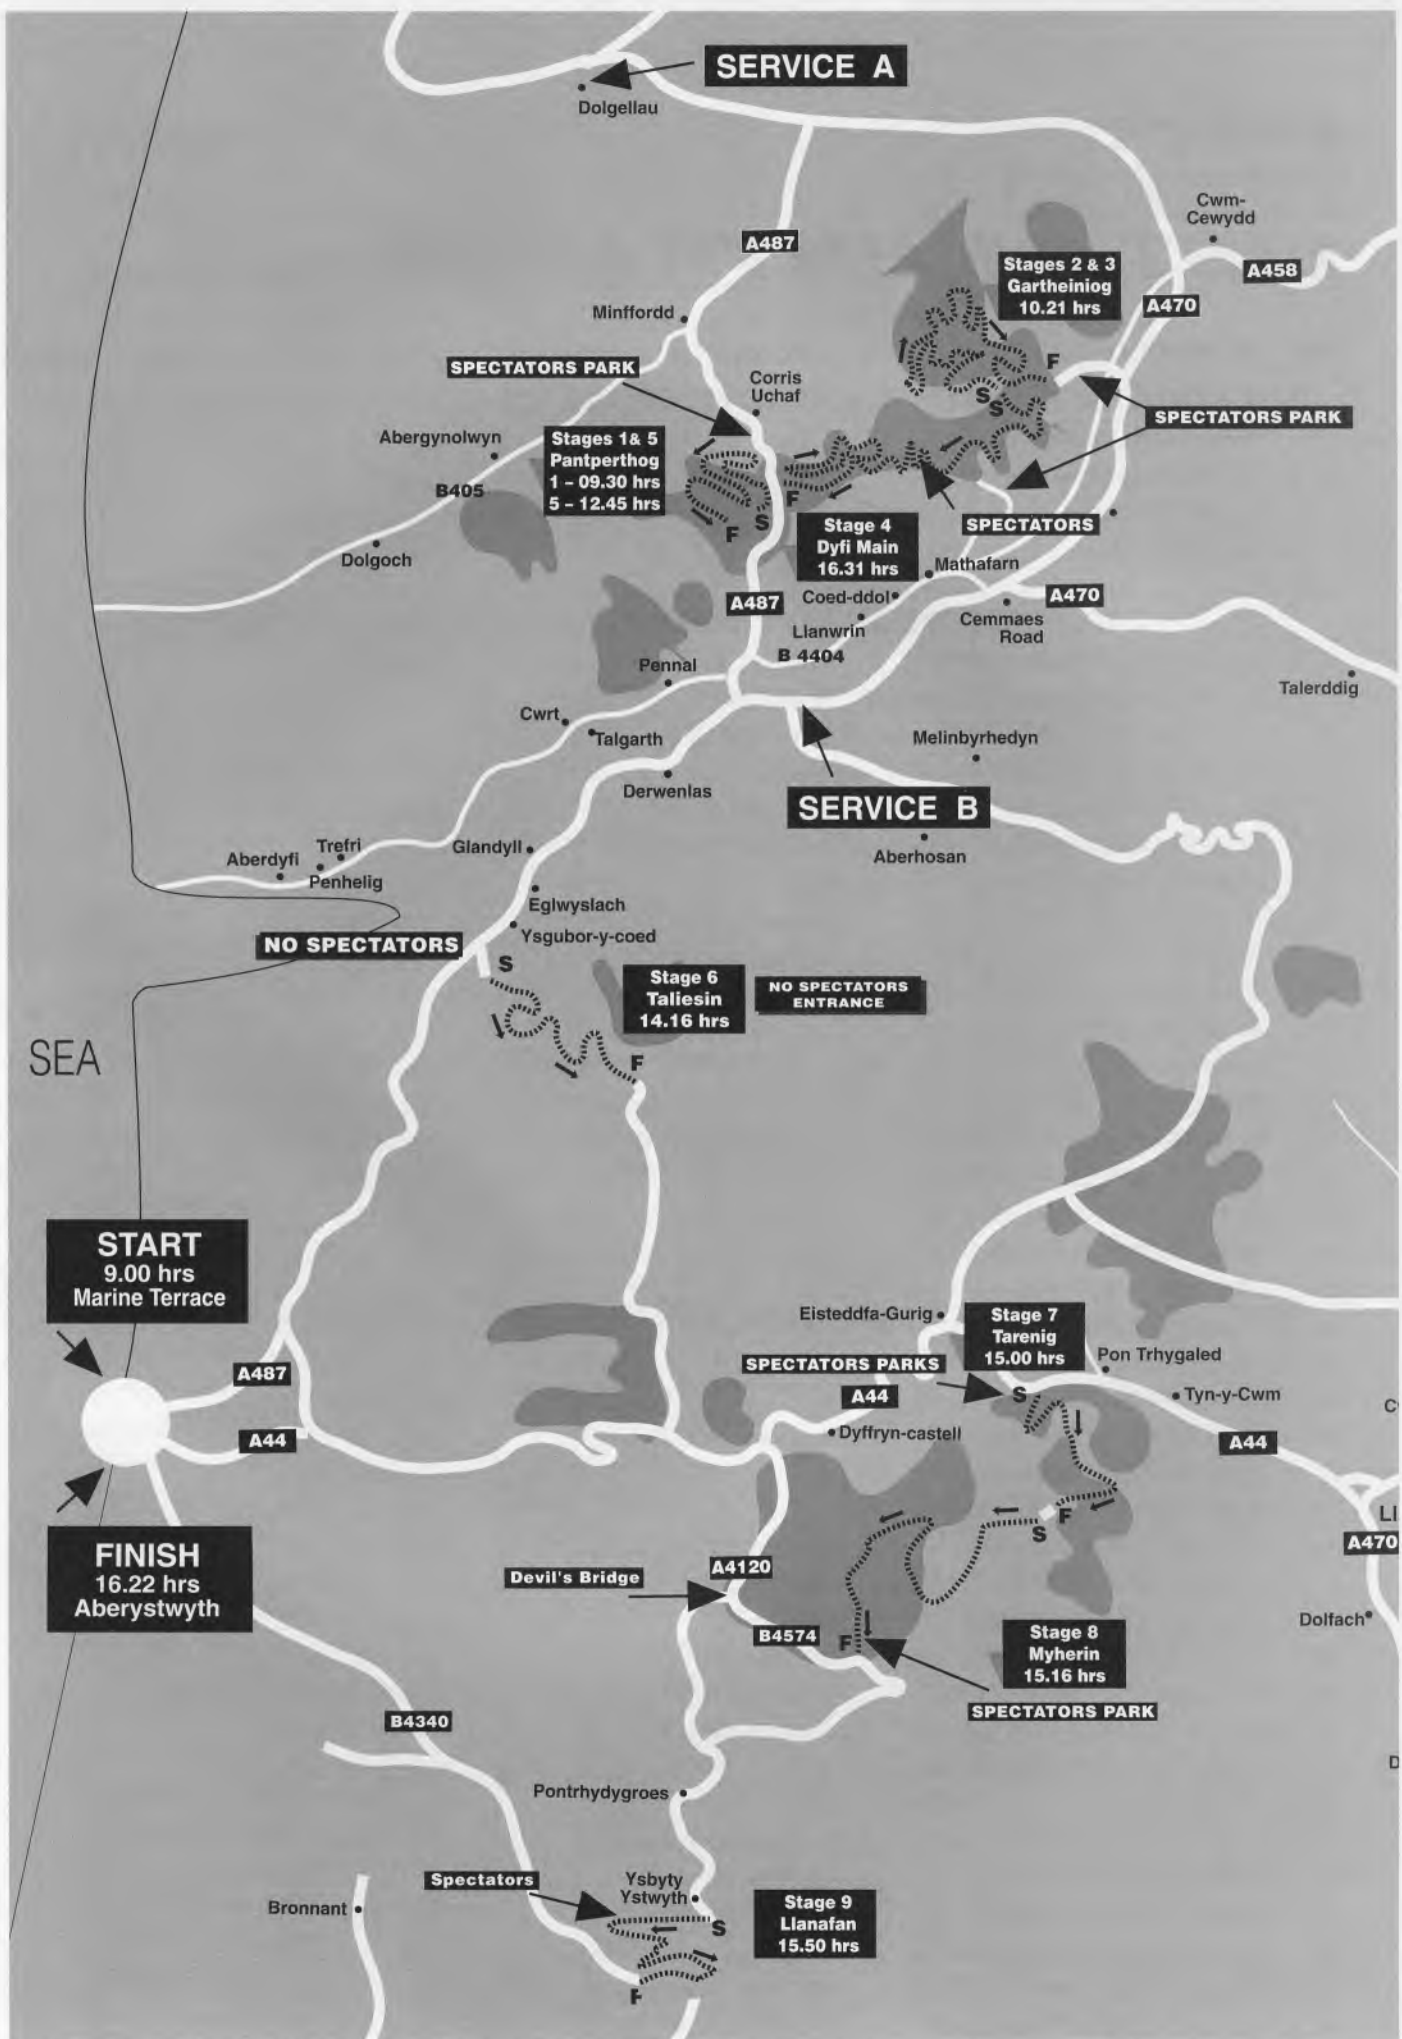 SERVICE A
Dolgellau
Cwm-
Cewydd
A487
Stages 2 & 3
Gartheiniog
10.21 hrs
A458
A470
Minffordd
SPECTATORS PARK
Corris
Uchaf
F
S
S
SPECTATORS PARK
Abergynolwyn
Stages 1& 5
Pantperthog
1 – 09.30 hrs
5 – 12.45 hrs
B405
F
S
F
Stage 4
Dyfi Main
16.31 hrs
SPECTATORS
Dolgoch
Mathafarn
Coed-ddol
A487
A470
Llanwrin
Cemmaes
Road
B 4404
Pennal
Talerddig
Cwrt
Talgarth
Melinbyrhedyn
Derwenlas
SERVICE B
Glandyll
Trefri
Aberdyfi
Penhelig
Aberhosan
Eglwyslach
Ysgubor-y-coed
NO SPECTATORS
S
Stage 6
Taliesin
14.16 hrs
NO SPECTATORS
ENTRANCE
SEA
F
START
9.00 hrs
Marine Terrace
Eisteddfa-Gurig
Stage 7
Tarenig
15.00 hrs
Pon Trhygaled
SPECTATORS PARKS
A487
A44
S
Tyn-y-Cwm
C
A44
Dyffryn-castell
A44
F
S
LI
A470
FINISH
16.22 hrs
Aberystwyth
A4120
Devil's Bridge
B4574
F
Stage 8
Myherin
15.16 hrs
Dolfach
SPECTATORS PARK
B4340
D
Pontrhydygroes
Spectators
Ysbyty
Ystwyth
Stage 9
Llanafan
15.50 hrs
Bronnant
S
F